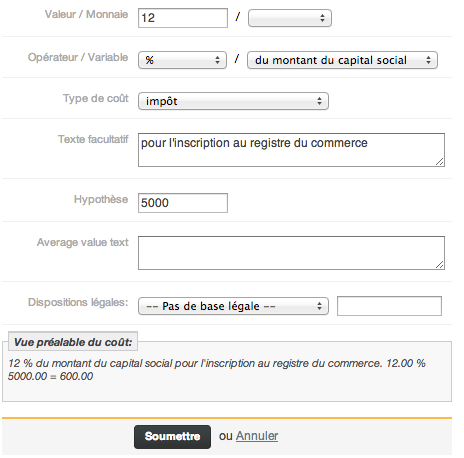 Valeur / Monnaie 12 /
Opérateur / Variable % / du montant du capital social
Type de coût impôt
Texte facultatif pour l'inscription au registre du commerce
Hypothèse 5000
Average value text
Dispositions légales: -- Pas de base légale --
Vue préalable du coût:
12 % du montant du capital social pour l'inscription au registre du commerce. 12.00 %
5000.00 = 600.00
Soumettre ou Annuler